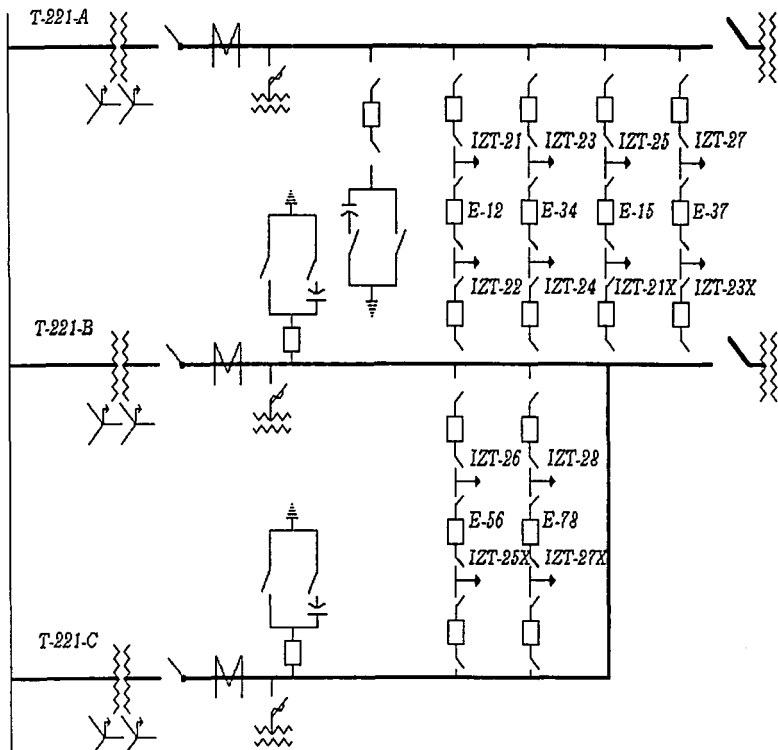 T-221-A
IZT-21 IZT-23 IZT-25 IZT-27
E-12 E-34 E-15 E-37
IZT-22 IZT-24 IZT-21X IZT-23X
T-221-B
IZT-26 IZT-28
E-56 E-78
IZT-25X IZT-27X
T-221-C